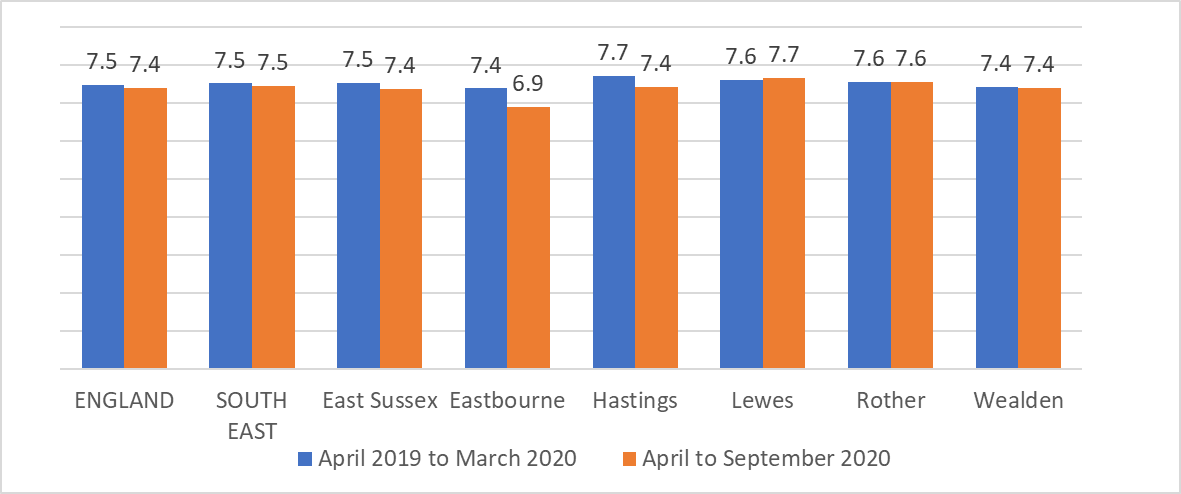 7.5 7.4 7.5 7.5 7.5 7.4 7.4 6.9 7.7 7.4 7.6 7.7 7.6 7.6 7.4 7.4
ENGLAND SOUTH EAST East Sussex Eastbourne Hastings Lewes Rother Wealden
April 2019 to March 2020 April to September 2020